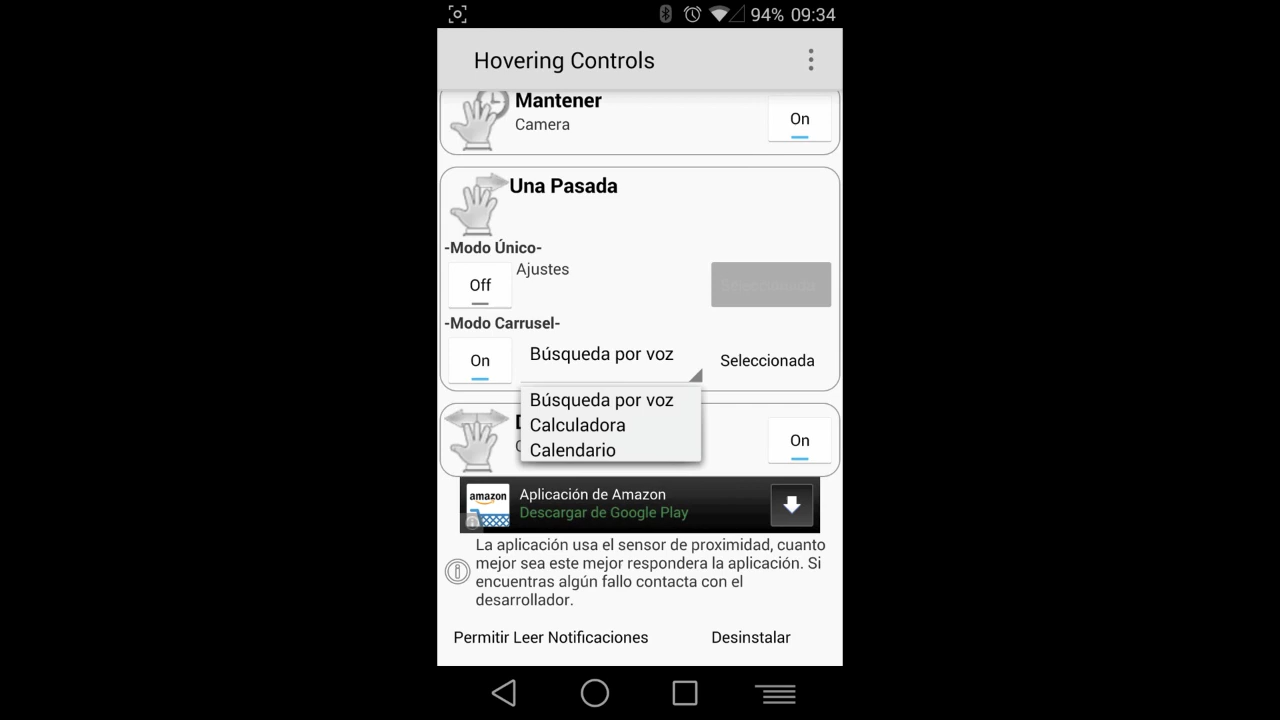 94% 09:34
Hovering Controls
Mantener
Camera
On
Una Pasada
-Modo Único-
Ajustes
Off
Seleccionada
-Modo Carrusel-
On
Búsqueda por voz
Seleccionada
Búsqueda por voz
Calculadora
Calendario
On
amazon
Aplicación de Amazon
Descargar de Google Play
La aplicación usa el sensor de proximidad, cuanto
mejor sea este mejor respondera la aplicación. Si
encuentras algún fallo contacta con el
desarrollador.
Permitir Leer Notificaciones
Desinstalar